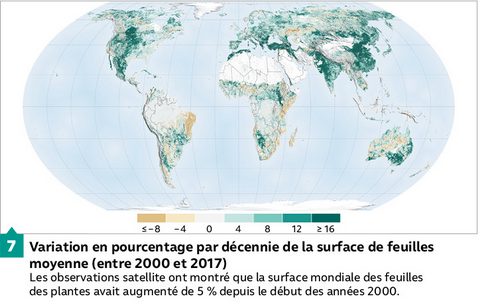 ≤ – 8 – 4 0 4 8 12 ≥ 16
7 Variation en pourcentage par décennie de la surface de feuilles
moyenne (entre 2000 et 2017)
Les observations satellite ont montré que la surface mondiale des feuilles
des plantes avait augmenté de 5 % depuis le début des années 2000.